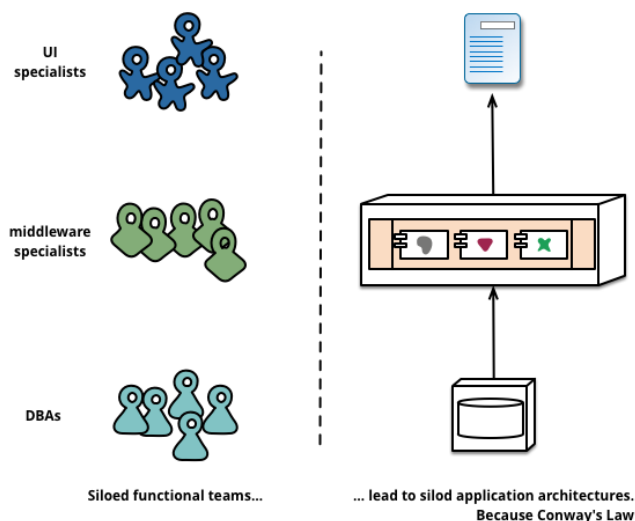 UI
specialists
middleware
specialists
DBAs
Siloed functional teams...
... lead to silod application architectures.
Because Conway's Law